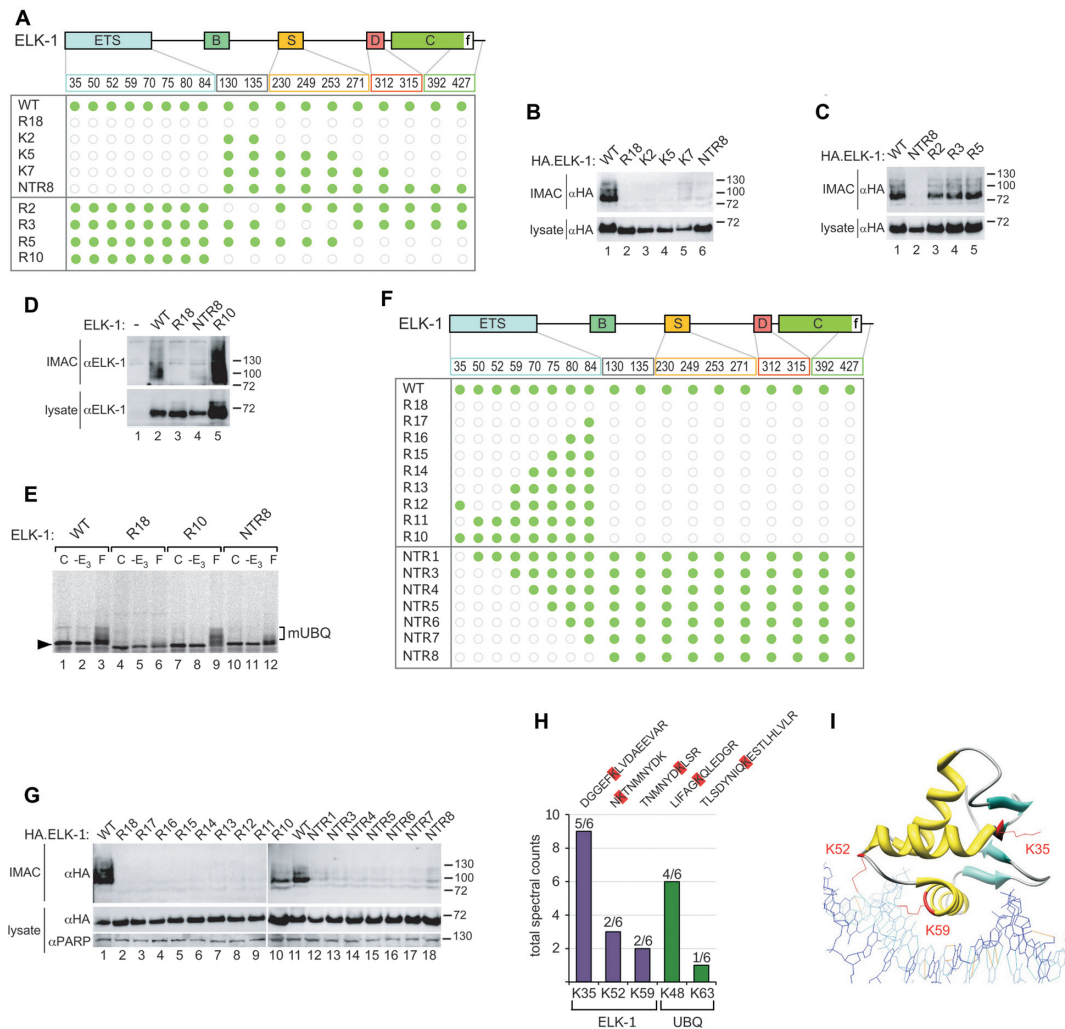 A
ELK-1 ETS B S D C f
35 50 52 59 70 75 80 84 130 135 230 249 253 271 312 315 392 427
WT
R18
K2
K5
K7
NTR8
R2
R3
R5
R10
B
HA.ELK-1: WT R18 K2 K5 K7 NTR8
IMAC αHA
130
100
72
lysate αHA
72
1 2 3 4 5 6
C
HA.ELK-1: WT NTR8 R2 R3 R5
IMAC αHA
130
100
72
lysate αHA
72
1 2 3 4 5
D
ELK-1: - WT R18 NTR8 R10
IMAC αELK-1
130
100
72
lysate αELK-1
72
1 2 3 4 5
E
ELK-1: WT R18 R10 NTR8
C -E3 F C -E3 F C -E3 F C -E3 F
mUBQ
1 2 3 4 5 6 7 8 9 10 11 12
F
ELK-1 ETS B S D C f
35 50 52 59 70 75 80 84 130 135 230 249 253 271 312 315 392 427
WT
R18
R17
R16
R15
R14
R13
R12
R11
R10
NTR1
NTR3
NTR4
NTR5
NTR6
NTR7
NTR8
G
HA.ELK-1: WT R18 R17 R16 R15 R14 R13 R12 R11 R10 WT NTR1 NTR3 NTR4 NTR5 NTR6 NTR7 NTR8
IMAC αHA
130
100
72
lysate αHA
72
αPARP
130
1 2 3 4 5 6 7 8 9 10 11 12 13 14 15 16 17 18
H
DGGEFKLVDAEEVAR
NKTNMNYDK
TNMNYDKLSR
LIFAGKQLEDGR
TLSDYNIQKESTLHLVLR
total spectral counts
10
8
6
4
2
5/6
2/6
2/6
4/6
1/6
K35 K52 K59 K48 K63
ELK-1 UBQ
I
K52
K35
K59